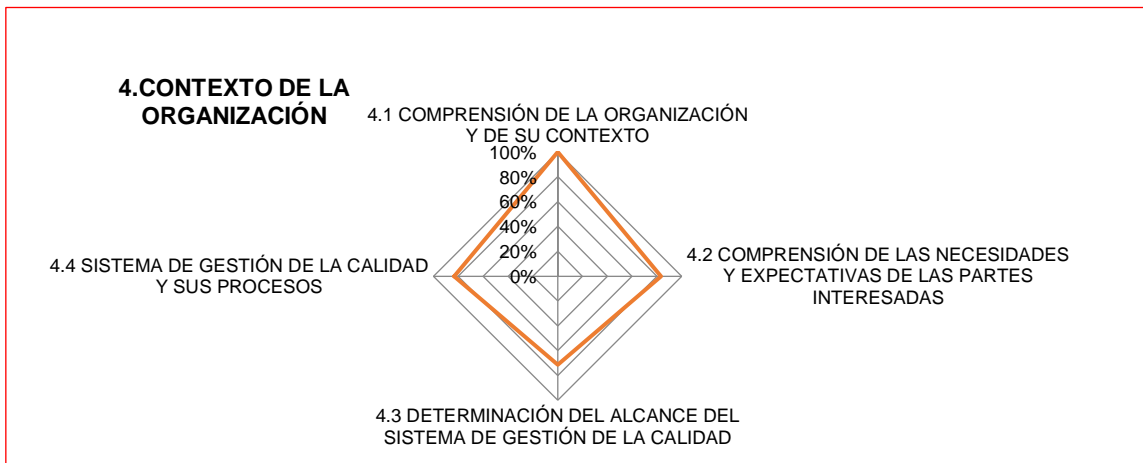 4.CONTEXTO DE LA
ORGANIZACIÓN
4.1 COMPRENSIÓN DE LA ORGANIZACIÓN
Y DE SU CONTEXTO
100%
80%
60%
40%
20%
0%
4.2 COMPRENSIÓN DE LAS NECESIDADES
Y EXPECTATIVAS DE LAS PARTES
INTERESADAS
4.4 SISTEMA DE GESTIÓN DE LA CALIDAD
Y SUS PROCESOS
4.3 DETERMINACIÓN DEL ALCANCE DEL
SISTEMA DE GESTIÓN DE LA CALIDAD